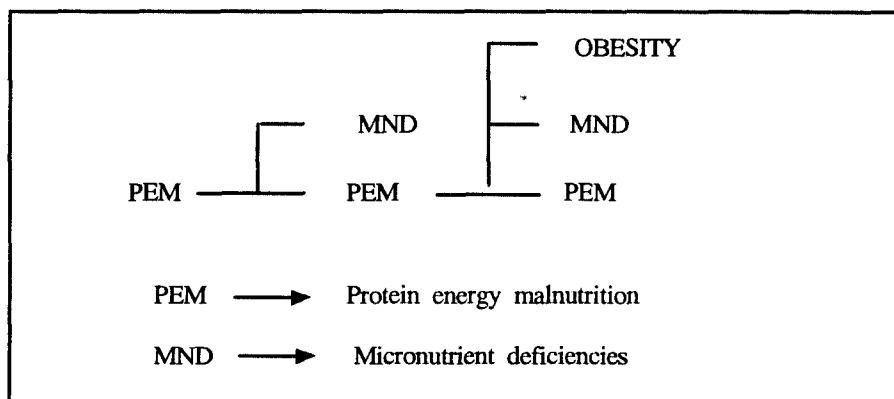 OBESITY
MND MND
PEM PEM PEM
PEM → Protein energy malnutrition
MND → Micronutrient deficiencies